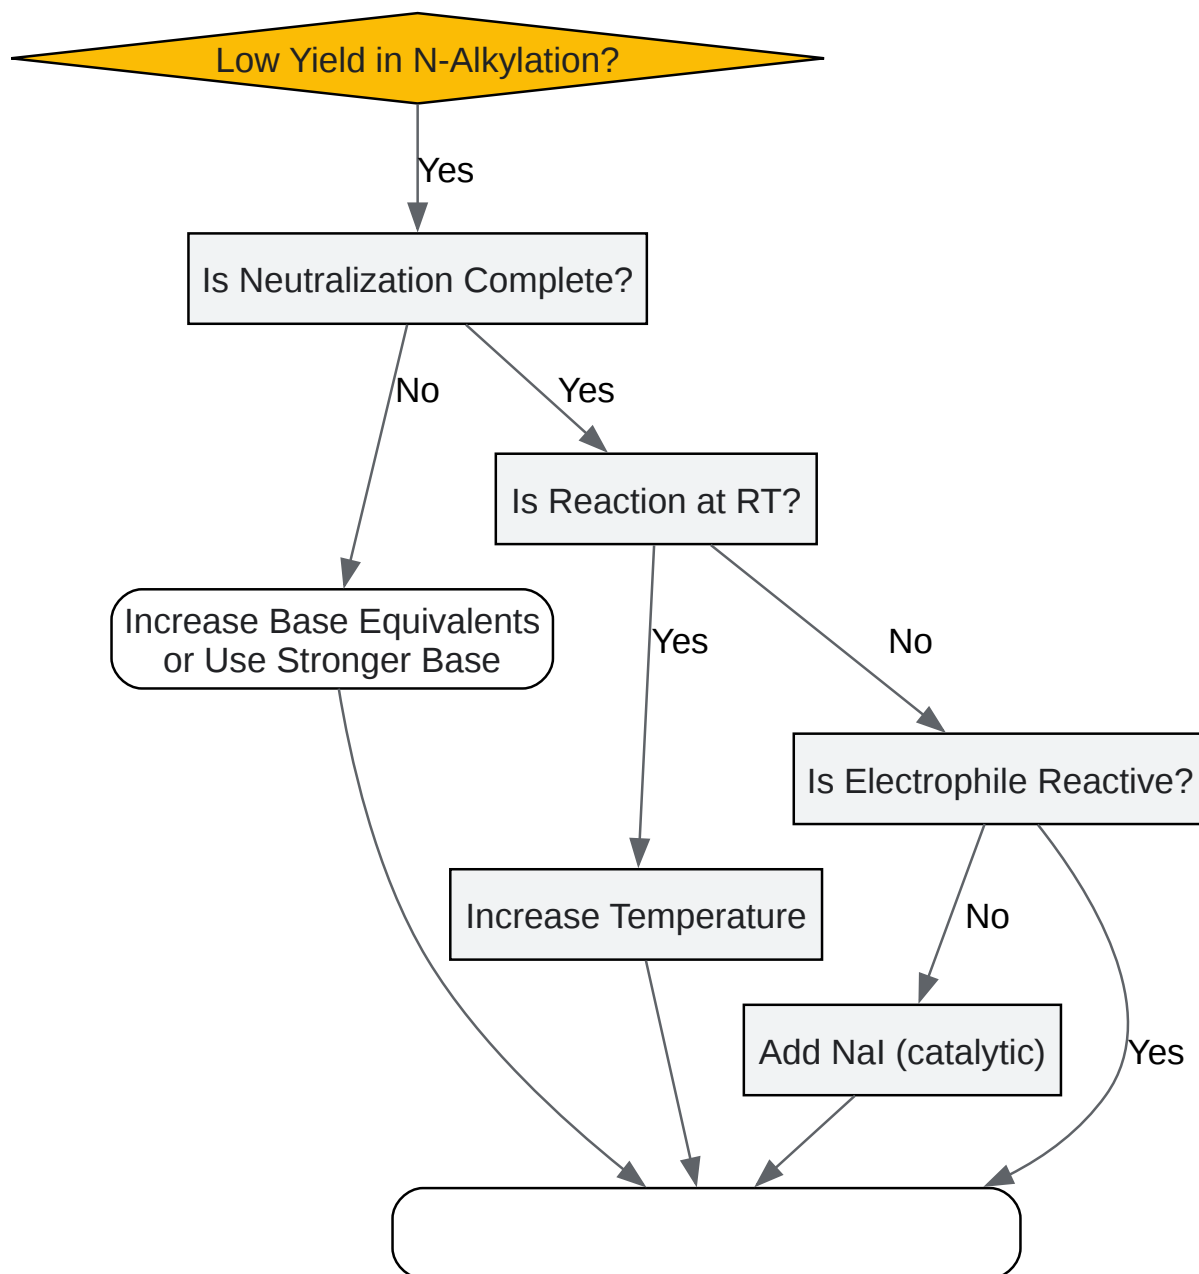 Low Yield in N-Alkylation?
Yes
Is Neutralization Complete?
No
Yes
Is Reaction at RT?
Increase Base Equivalents
or Use Stronger Base
Yes
No
Is Electrophile Reactive?
Increase Temperature
No
Add NaI (catalytic)
Yes